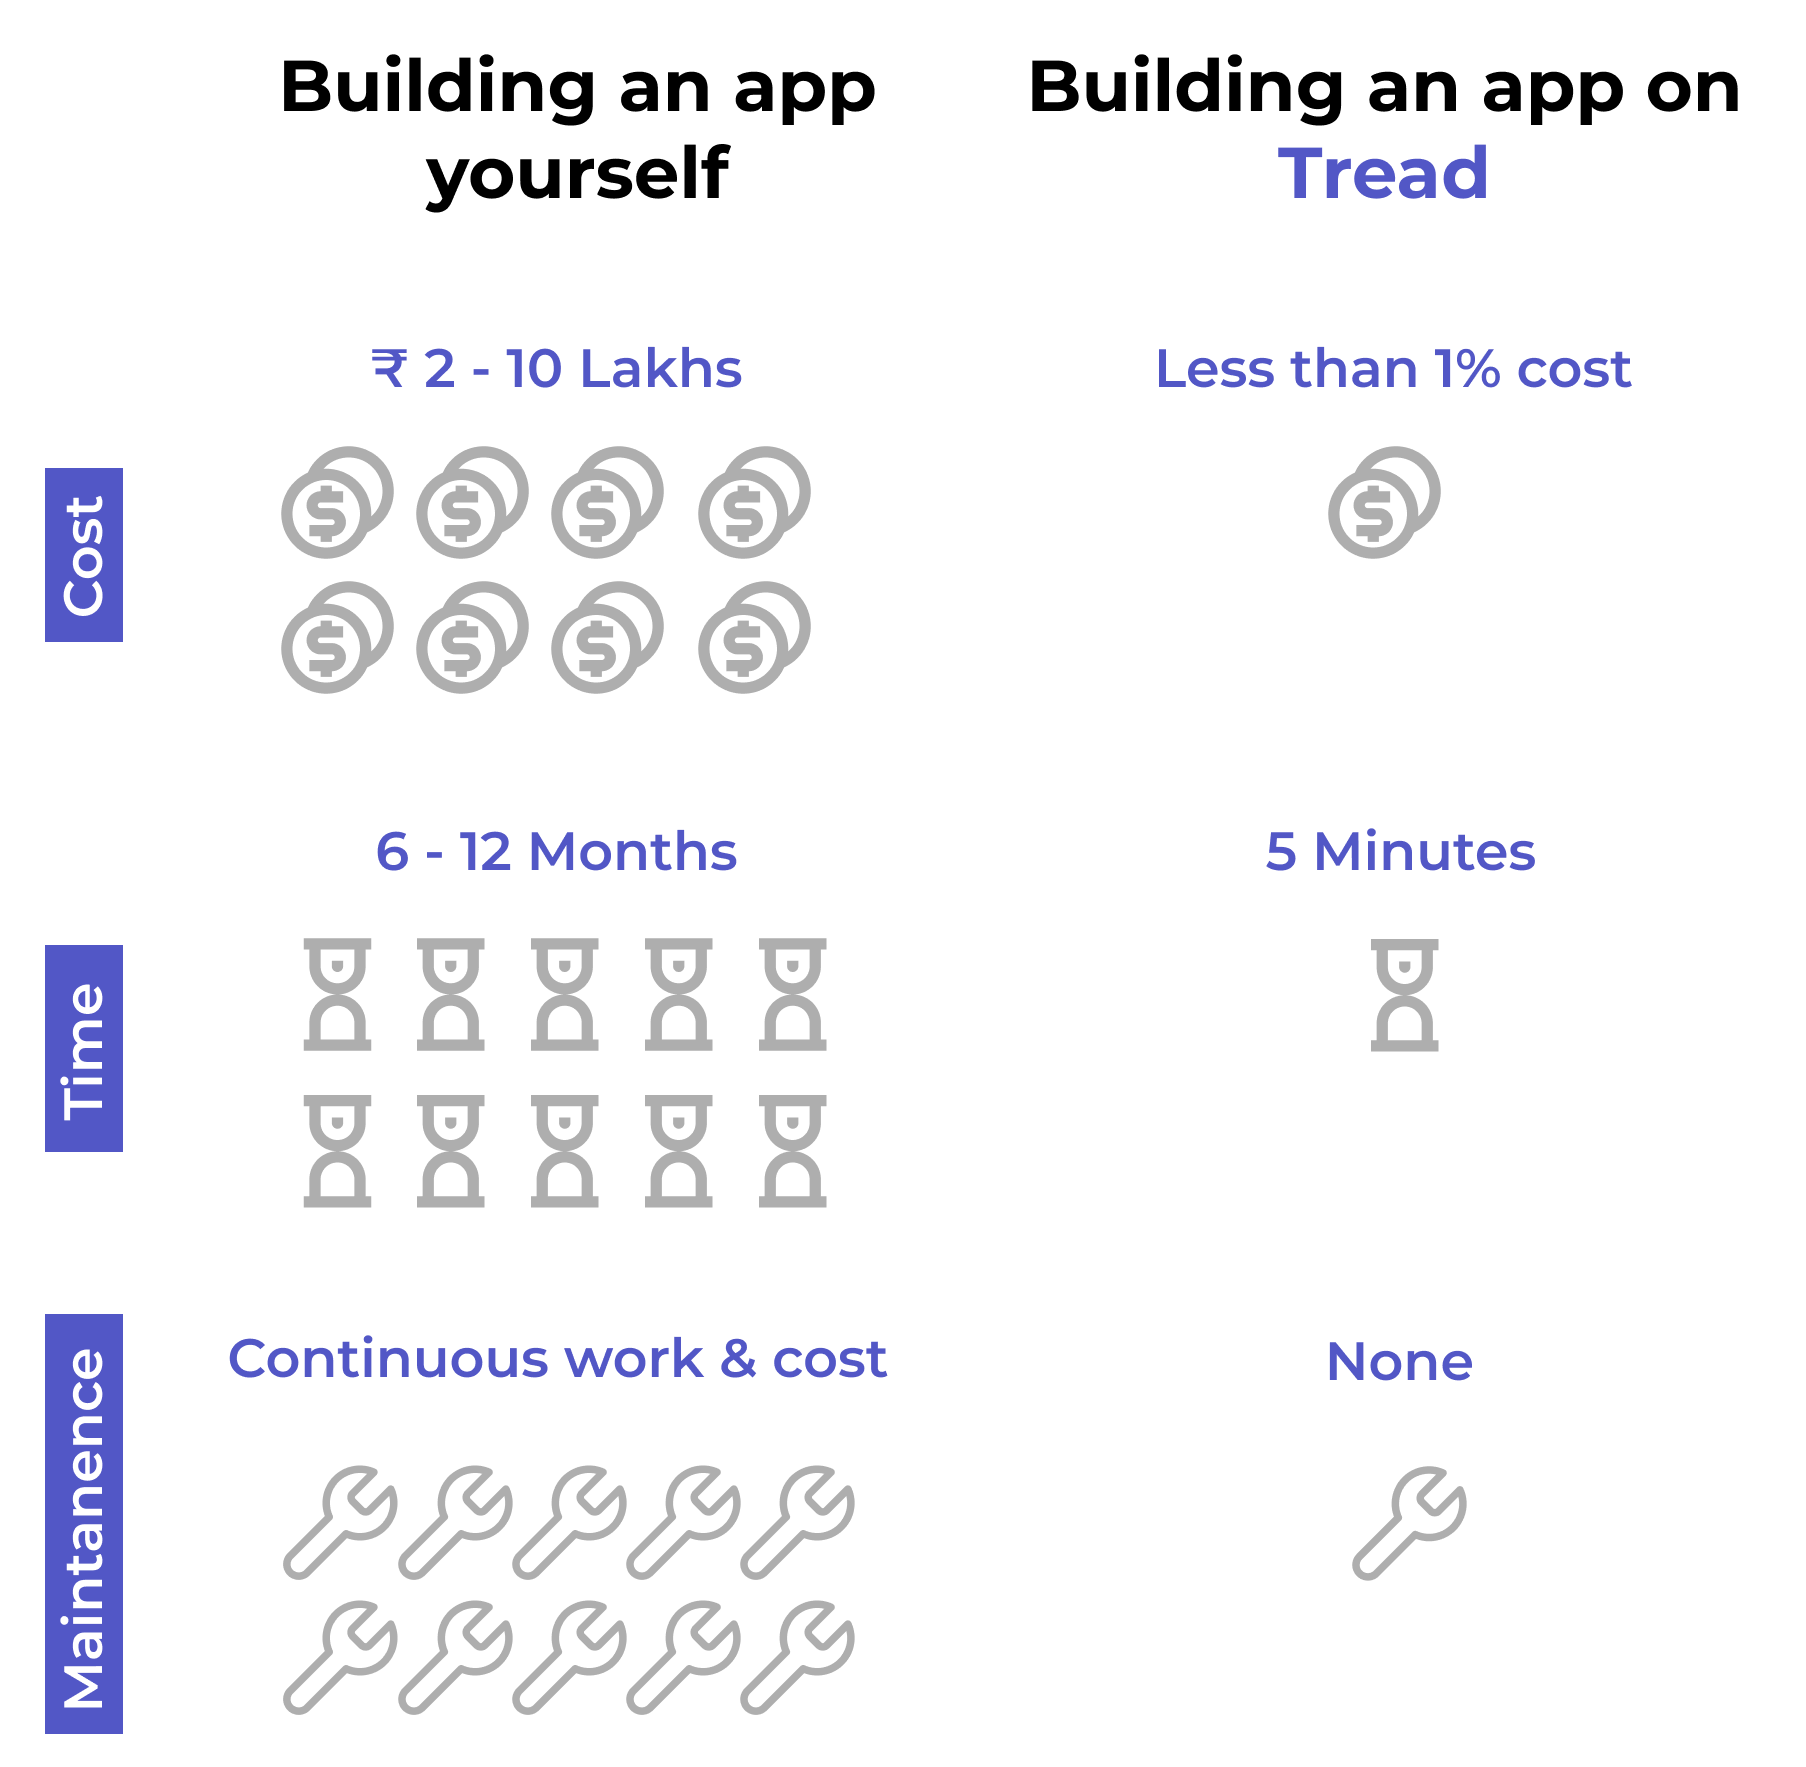 Building an app
yourself
Building an app on
Tread
Cost
₹ 2 - 10 Lakhs
Less than 1% cost
Time
6 - 12 Months
5 Minutes
Maintanence
Continuous work & cost
None